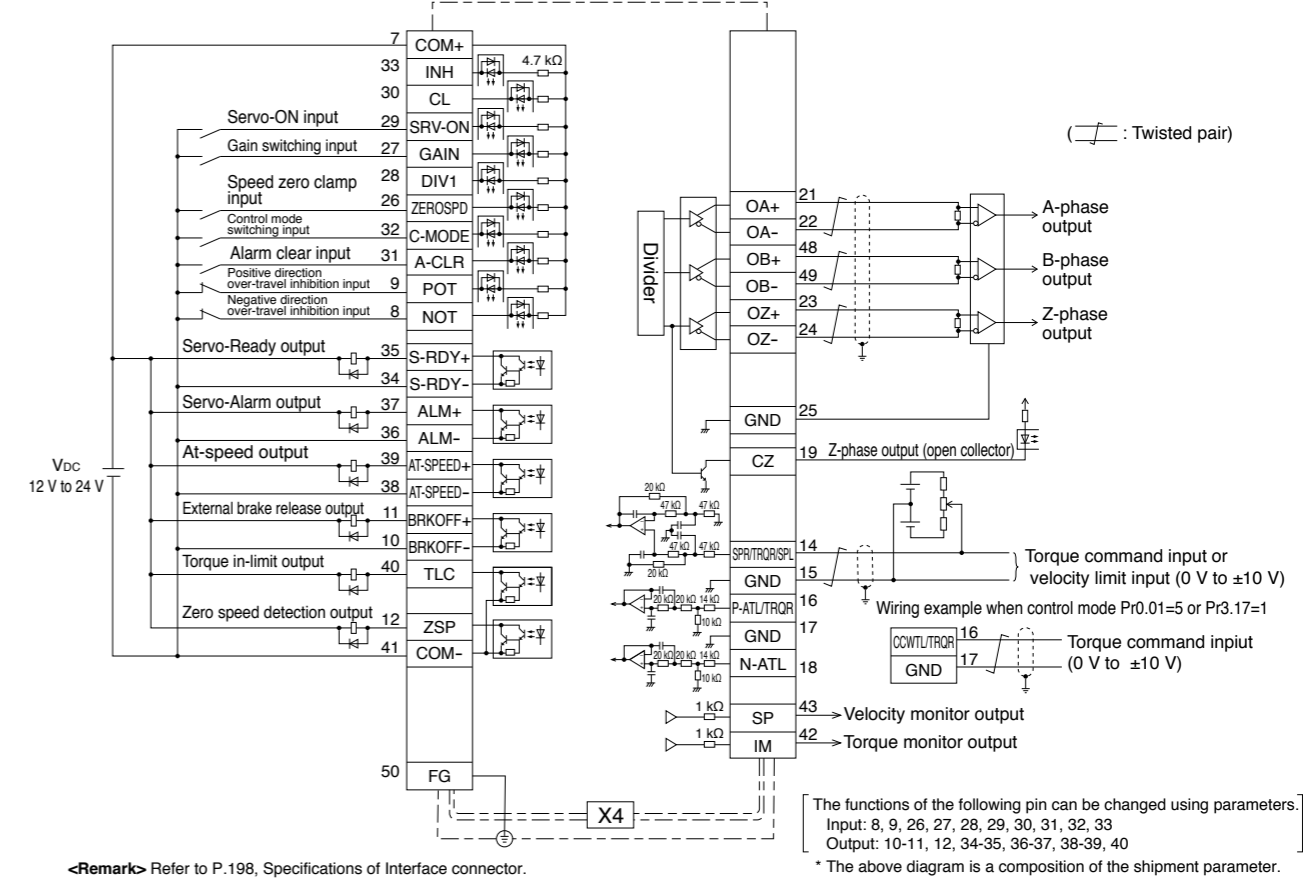 7 COM+
33 INH 4.7 kΩ
30 CL
Servo-ON input 29 SRV-ON
Gain switching input 27 GAIN
28 DIV1
Speed zero clamp
input 26 ZEROSPD
Control mode
switching input 32 C-MODE
Alarm clear input 31 A-CLR
Positive direction
over-travel inhibition input 9 POT
Negative direction
over-travel inhibition input 8 NOT
Servo-Ready output 35 S-RDY+
34 S-RDY-
Servo-Alarm output 37 ALM+
36 ALM-
At-speed output 39 AT-SPEED+
38 AT-SPEED-
VDC
12 V to 24 V
External brake release output 11 BRKOFF+
10 BRKOFF-
Torque in-limit output 40 TLC
Zero speed detection output 12 ZSP
41 COM-
50 FG
X4
( : Twisted pair)
Divider
OA+ 21
OA- 22
A-phase
output
OB+ 48
OB- 49
B-phase
output
OZ+ 23
OZ- 24
Z-phase
output
GND 25
CZ 19 Z-phase output (open collector)
20 kΩ
47 kΩ 47 kΩ
47 kΩ 47 kΩ
20 kΩ
SPR/TRQR/SPL 14
GND 15
Torque command input or
velocity limit input (0 V to ±10 V)
20 kΩ 20 kΩ 14 kΩ
10 kΩ
P-ATL/TRQR 16
GND 17
20 kΩ 20 kΩ 14 kΩ
10 kΩ
N-ATL 18
Wiring example when control mode Pr0.01=5 or Pr3.17=1
CCWTL/TRQR 16
GND 17
Torque command inpiut
(0 V to ±10 V)
1 kΩ SP 43 Velocity monitor output
1 kΩ IM 42 Torque monitor output
The functions of the following pin can be changed using parameters.
Input: 8, 9, 26, 27, 28, 29, 30, 31, 32, 33
Output: 10-11, 12, 34-35, 36-37, 38-39, 40
* The above diagram is a composition of the shipment parameter.
<Remark> Refer to P.198, Specifications of Interface connector.